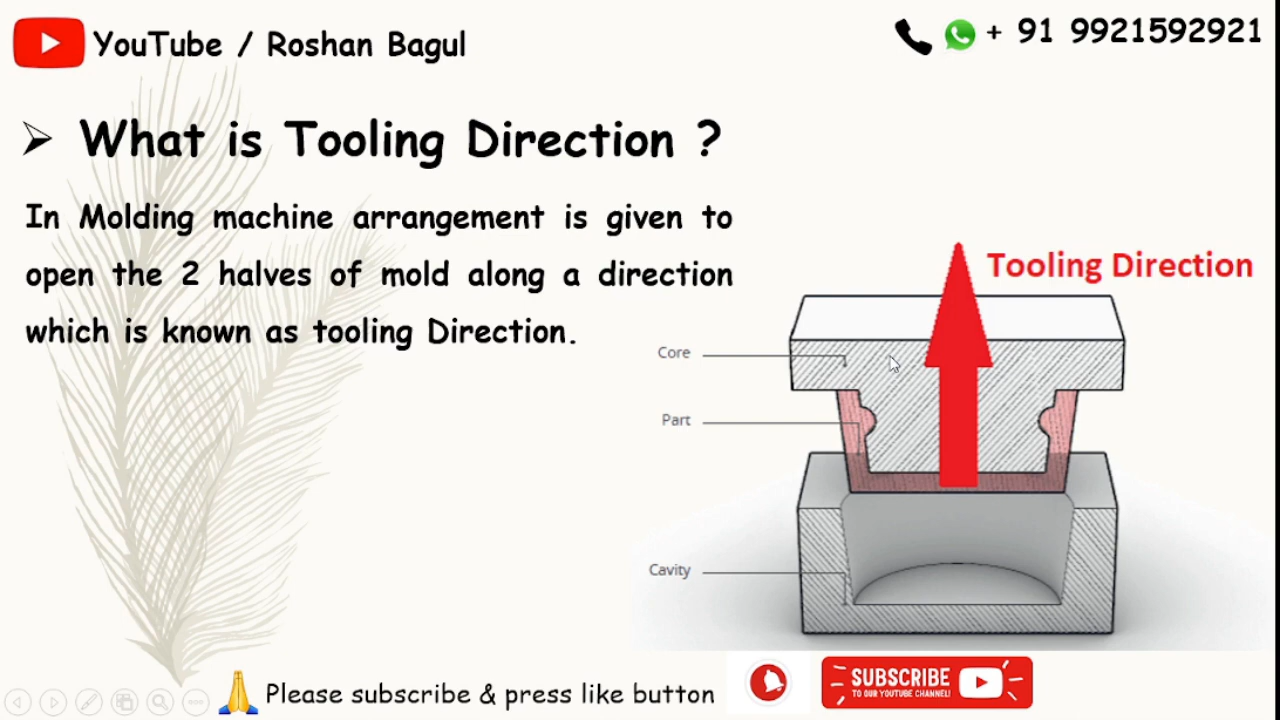 YouTube / Roshan Bagul
+ 91 9921592921
What is Tooling Direction ?
In Molding machine arrangement is given to
open the 2 halves of mold along a direction
which is known as tooling Direction.
Tooling Direction
Core
Part
Cavity
Please subscribe & press like button
SUBSCRIBE
TO OUR YOUTUBE CHANNEL!